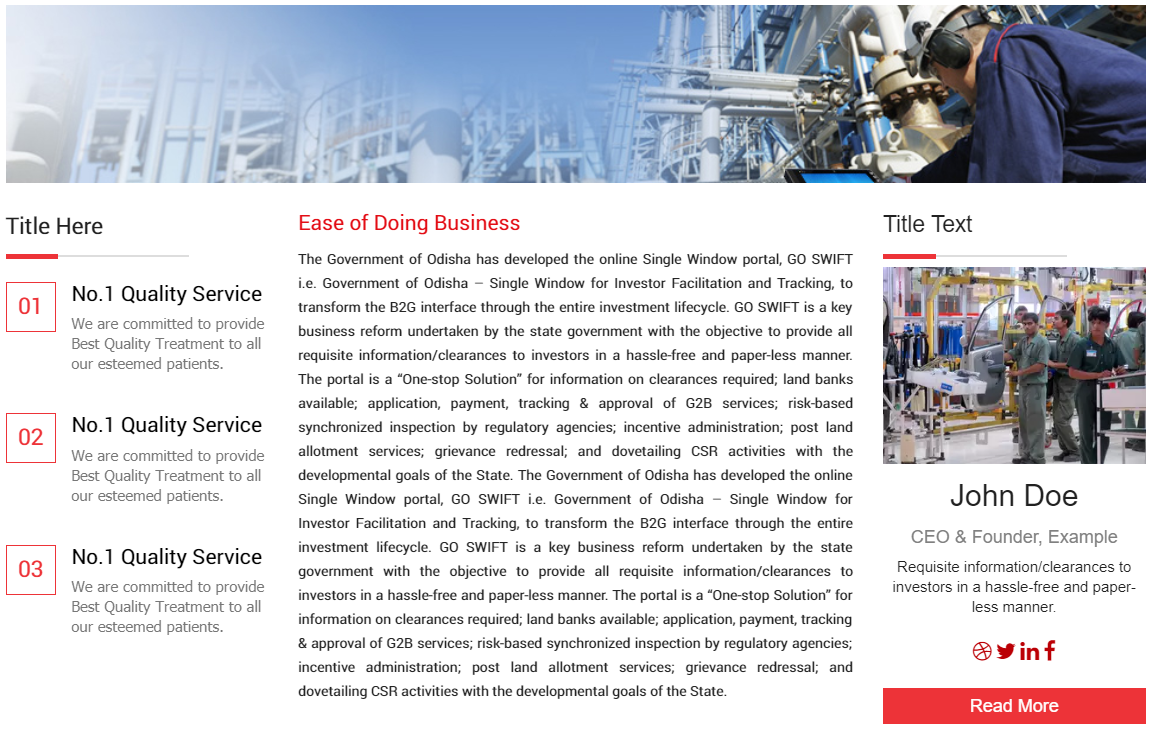 Title Here
01
No.1 Quality Service
We are committed to provide
Best Quality Treatment to all
our esteemed patients.
02
No.1 Quality Service
We are committed to provide
Best Quality Treatment to all
our esteemed patients.
03
No.1 Quality Service
We are committed to provide
Best Quality Treatment to all
our esteemed patients.
Ease of Doing Business
The Government of Odisha has developed the online Single Window portal, GO SWIFT
i.e. Government of Odisha – Single Window for Investor Facilitation and Tracking, to
transform the B2G interface through the entire investment lifecycle. GO SWIFT is a key
business reform undertaken by the state government with the objective to provide all
requisite information/clearances to investors in a hassle-free and paper-less manner.
The portal is a “One-stop Solution” for information on clearances required; land banks
available; application, payment, tracking & approval of G2B services; risk-based
synchronized inspection by regulatory agencies; incentive administration; post land
allotment services; grievance redressal; and dovetailing CSR activities with the
developmental goals of the State. The Government of Odisha has developed the online
Single Window portal, GO SWIFT i.e. Government of Odisha – Single Window for
Investor Facilitation and Tracking, to transform the B2G interface through the entire
investment lifecycle. GO SWIFT is a key business reform undertaken by the state
government with the objective to provide all requisite information/clearances to
investors in a hassle-free and paper-less manner. The portal is a “One-stop Solution” for
information on clearances required; land banks available; application, payment, tracking
& approval of G2B services; risk-based synchronized inspection by regulatory agencies;
incentive administration; post land allotment services; grievance redressal; and
dovetailing CSR activities with the developmental goals of the State.
Title Text
John Doe
CEO & Founder, Example
Requisite information/clearances to
investors in a hassle-free and paper-
less manner.
Read More